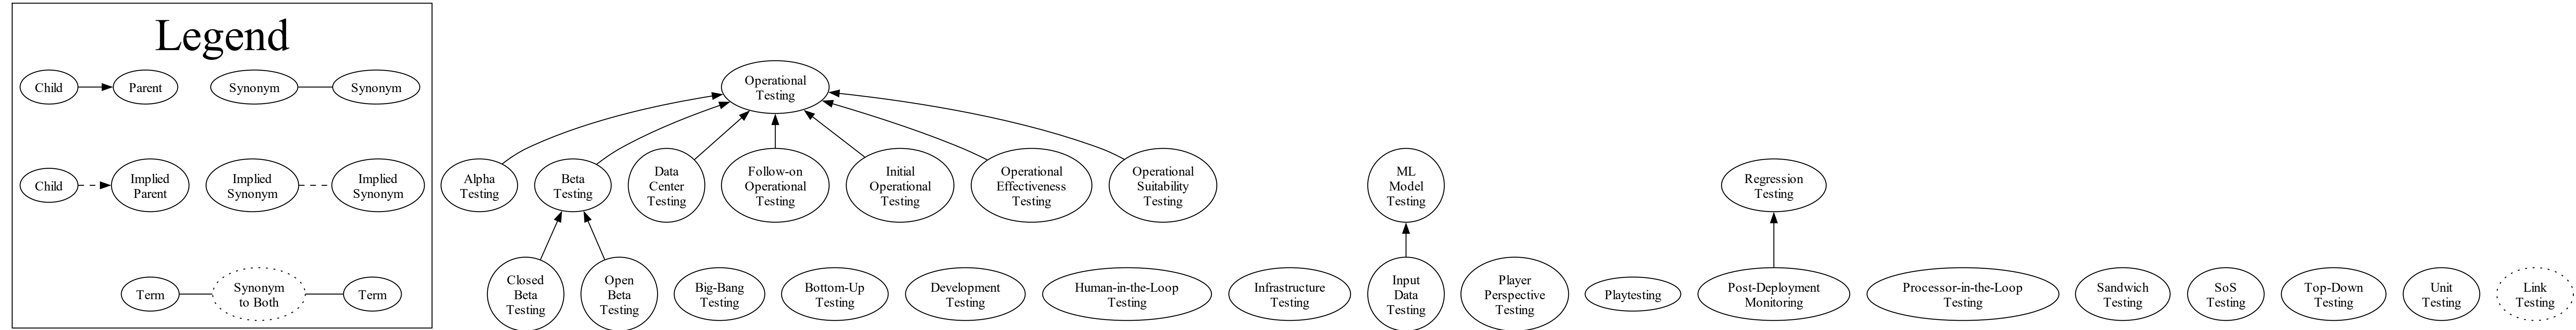 Legend
Child
Parent
Synonym
Synonym
Child
Implied
Parent
Implied
Synonym
Implied
Synonym
Term
Synonym
to Both
Term
Operational
Testing
Alpha
Testing
Beta
Testing
Data
Center
Testing
Follow-on
Operational
Testing
Initial
Operational
Testing
Operational
Effectiveness
Testing
Operational
Suitability
Testing
ML
Model
Testing
Regression
Testing
Closed
Beta
Testing
Open
Beta
Testing
Big-Bang
Testing
Bottom-Up
Testing
Development
Testing
Human-in-the-Loop
Testing
Infrastructure
Testing
Input
Data
Testing
Player
Perspective
Testing
Playtesting
Post-Deployment
Monitoring
Processor-in-the-Loop
Testing
Sandwich
Testing
SoS
Testing
Top-Down
Testing
Unit
Testing
Link
Testing